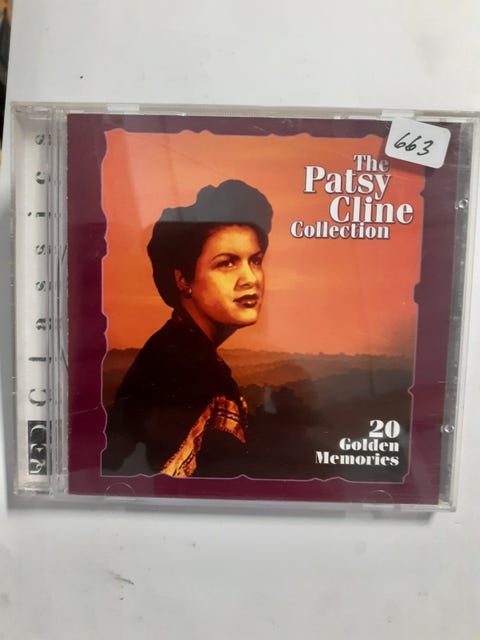 663
The
Patsy
Cline
Collection
20
Golden
Memories
Classics